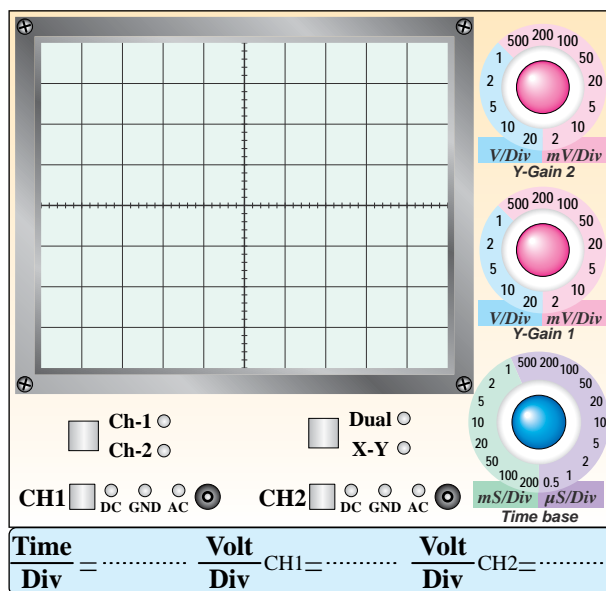 500 200 100
1 50
2 20
5 5
10 10
20 2
V/Div mV/Div
Y-Gain 2
500 200 100
1 50
2 20
5 5
10 10
20 2
V/Div mV/Div
Y-Gain 1
1 500 200 100
2 50
5 20
10 10
20 5
50 2
100 200 0.5 1
mS/Div µS/Div
Time base
Ch-1 Dual
Ch-2 X-Y
CH1 DC GND AC CH2 DC GND AC
Time Volt Volt
Div = ............ Div CH1= ............ Div CH2= ............